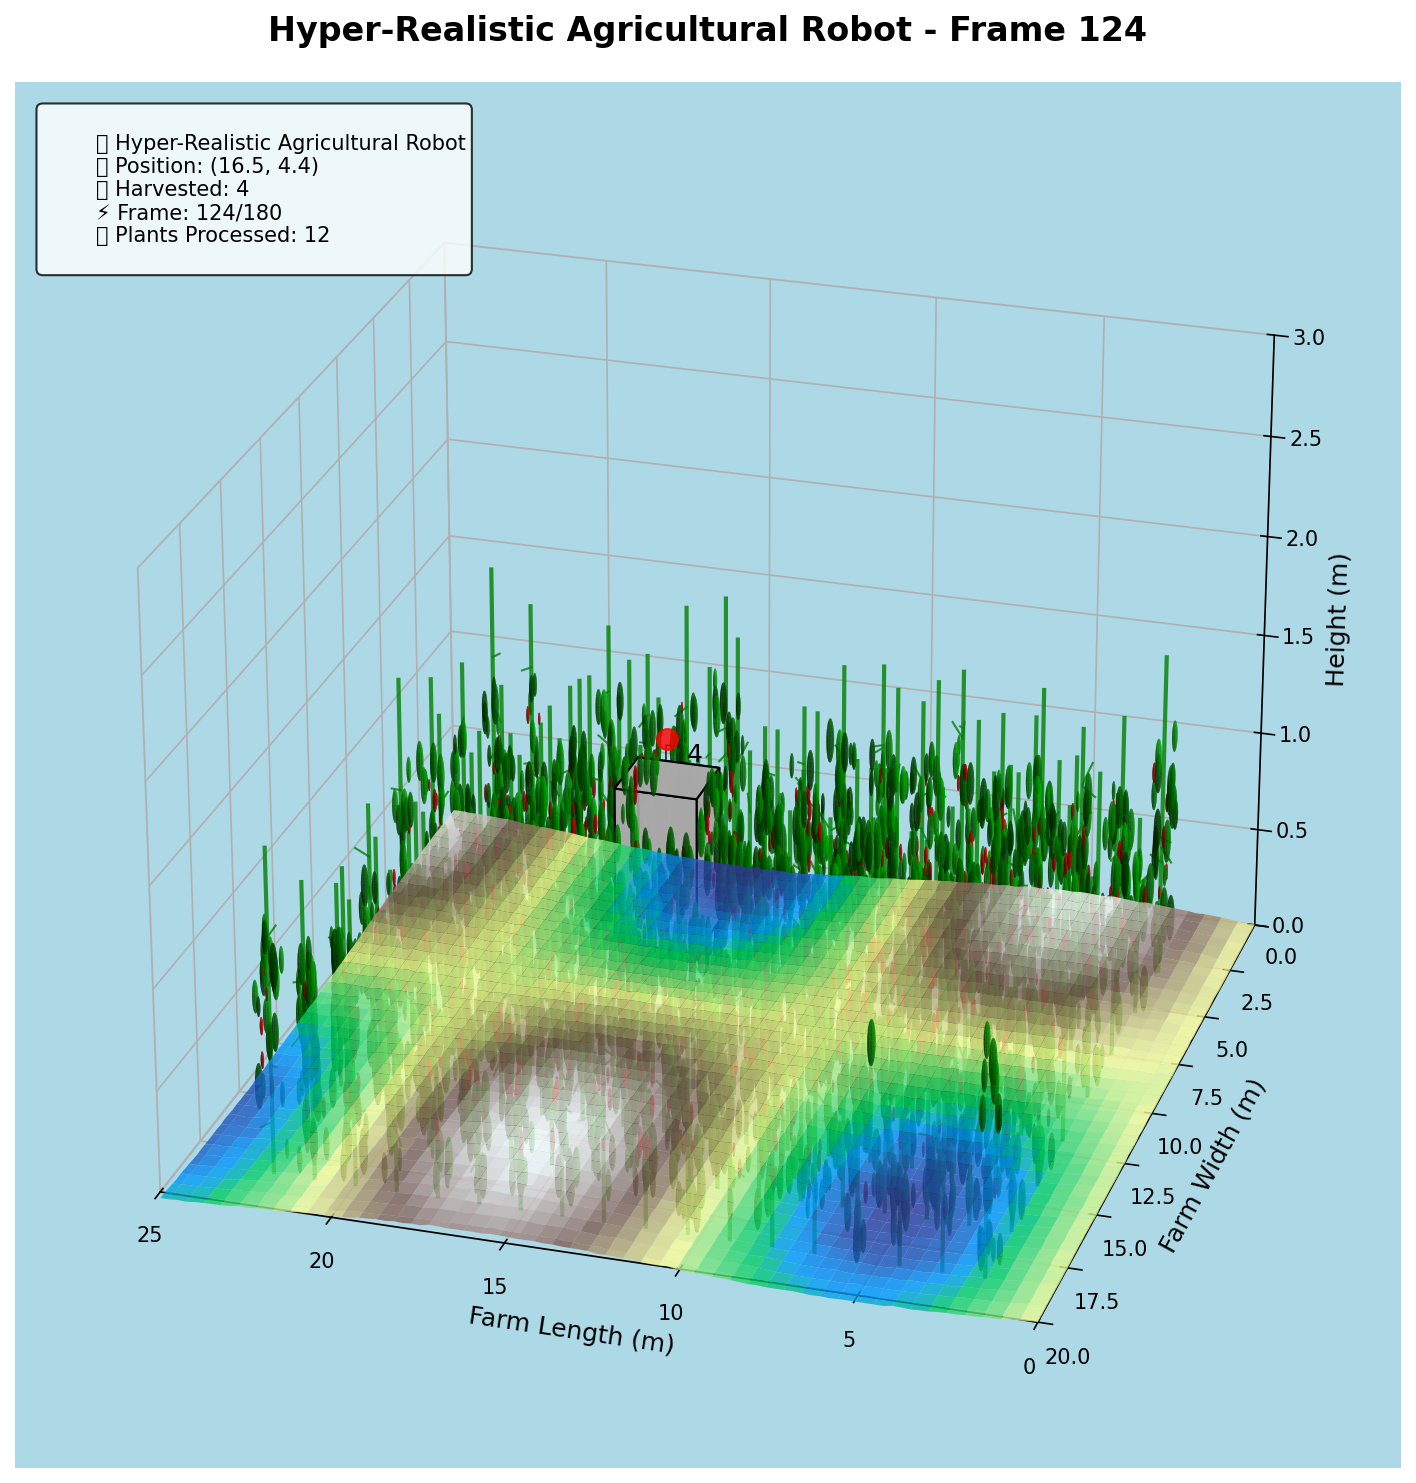 Hyper-Realistic Agricultural Robot - Frame 124
▯ Hyper-Realistic Agricultural Robot
▯ Position: (16.5, 4.4)
▯ Harvested: 4
⚡ Frame: 124/180
▯ Plants Processed: 12
4
3.0
2.5
2.0
1.5
1.0
0.5
0.0
Height (m)
0.0
2.5
5.0
7.5
10.0
12.5
15.0
17.5
20.0
Farm Width (m)
25
20
15
10
5
0
Farm Length (m)